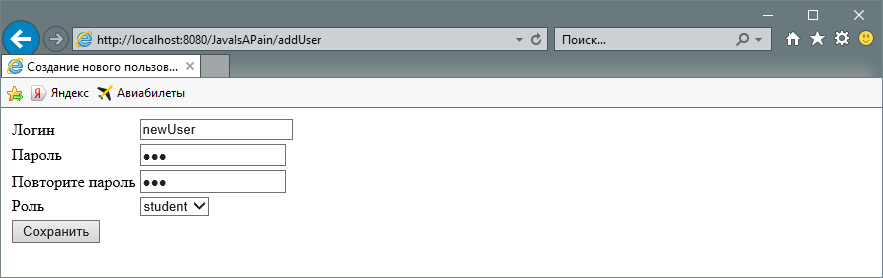 http://localhost:8080/JavaIsAPain/addUser Поиск...
Создание нового пользов...
Яндекс Авиабилеты
Логин newUser
Пароль •••
Повторите пароль •••
Роль student
Сохранить